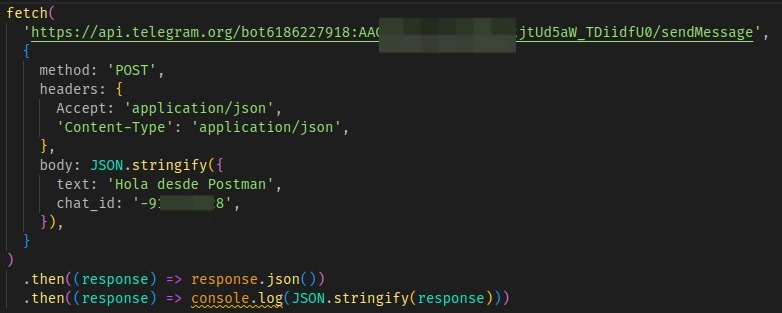 fetch(
'https://api.telegram.org/bot6186227918:AA jtUd5aW_TDiidfU0/sendMessage',
{
method: 'POST',
headers: {
Accept: 'application/json',
'Content-Type': 'application/json',
},
body: JSON.stringify({
text: 'Hola desde Postman',
chat_id: '-9 8',
}),
}
)
.then((response) => response.json())
.then((response) => console.log(JSON.stringify(response)))